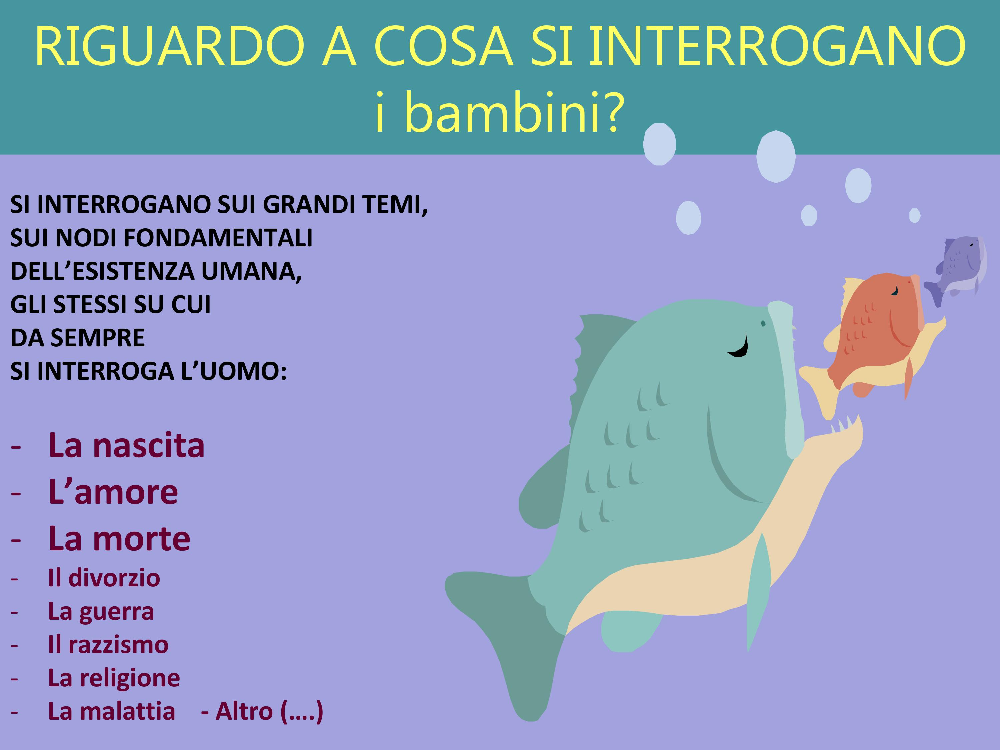 RIGUARDO A COSA SI INTERROGANO
i bambini?
SI INTERROGANO SUI GRANDI TEMI,
SUI NODI FONDAMENTALI
DELL’ESISTENZA UMANA,
GLI STESSI SU CUI
DA SEMPRE
SI INTERROGA L’UOMO:
- La nascita
- L’amore
- La morte
- Il divorzio
- La guerra
- Il razzismo
- La religione
- La malattia - Altro (….)